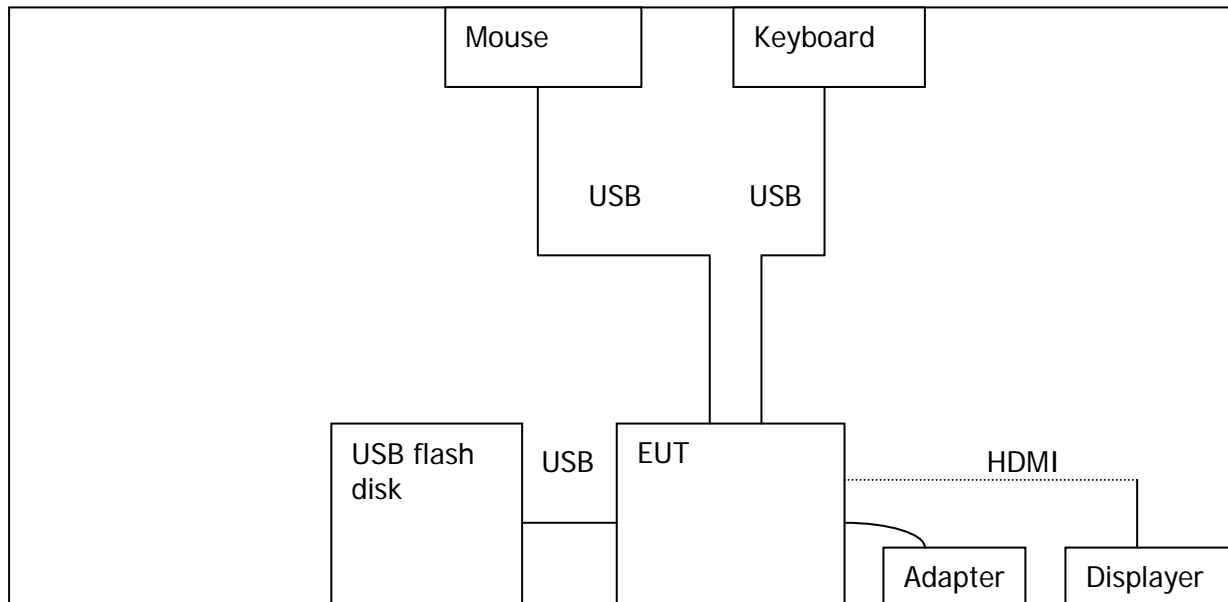 Mouse
Keyboard
USB
USB
USB flash
disk
USB
EUT
HDMI
Adapter
Displayer